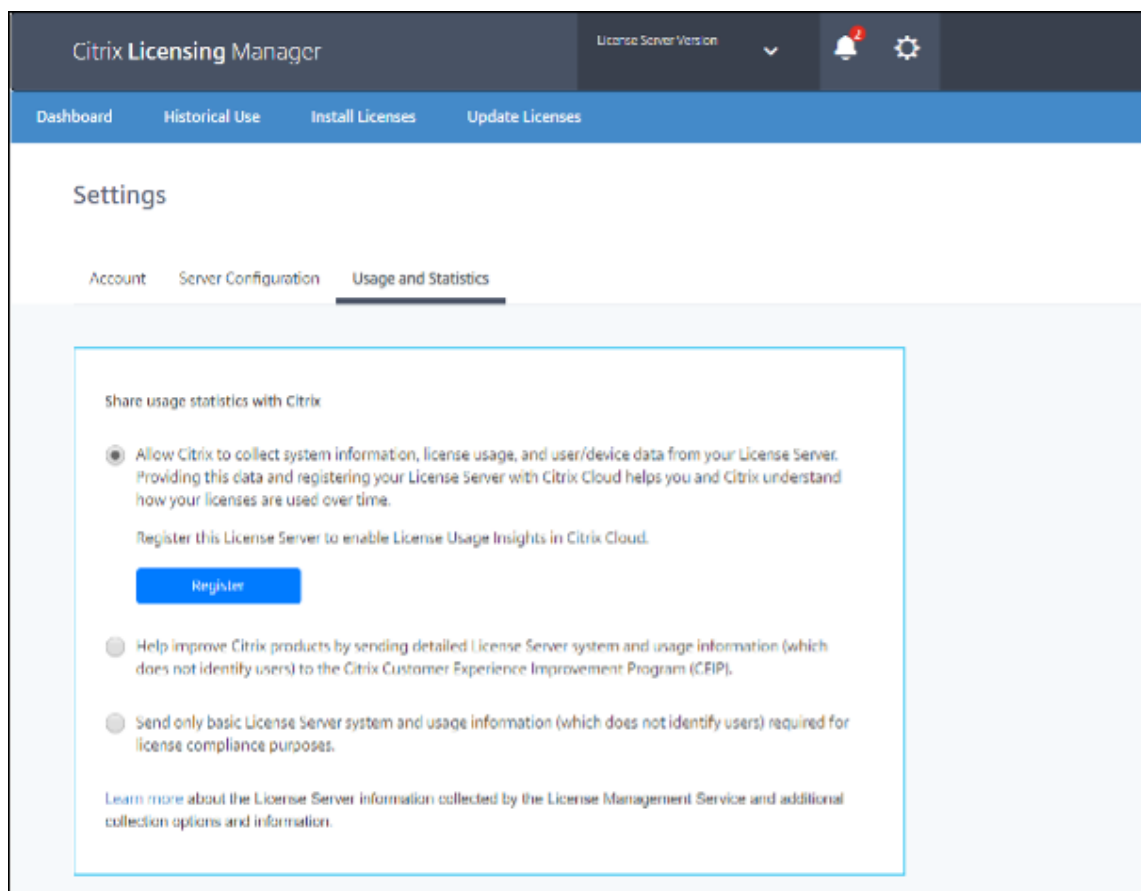 Citrix Licensing Manager
License Server Version
2
Dashboard Historical Use Install Licenses Update Licenses
Settings
Account Server Configuration Usage and Statistics
Share usage statistics with Citrix
Allow Citrix to collect system information, license usage, and user/device data from your License Server.
Providing this data and registering your License Server with Citrix Cloud helps you and Citrix understand
how your licenses are used over time.
Register this License Server to enable License Usage Insights in Citrix Cloud.
Register
Help improve Citrix products by sending detailed License Server system and usage information (which
does not identify users) to the Citrix Customer Experience Improvement Program (CEIP).
Send only basic License Server system and usage information (which does not identify users) required for
license compliance purposes.
Learn more about the License Server information collected by the License Management Service and additional
collection options and information.